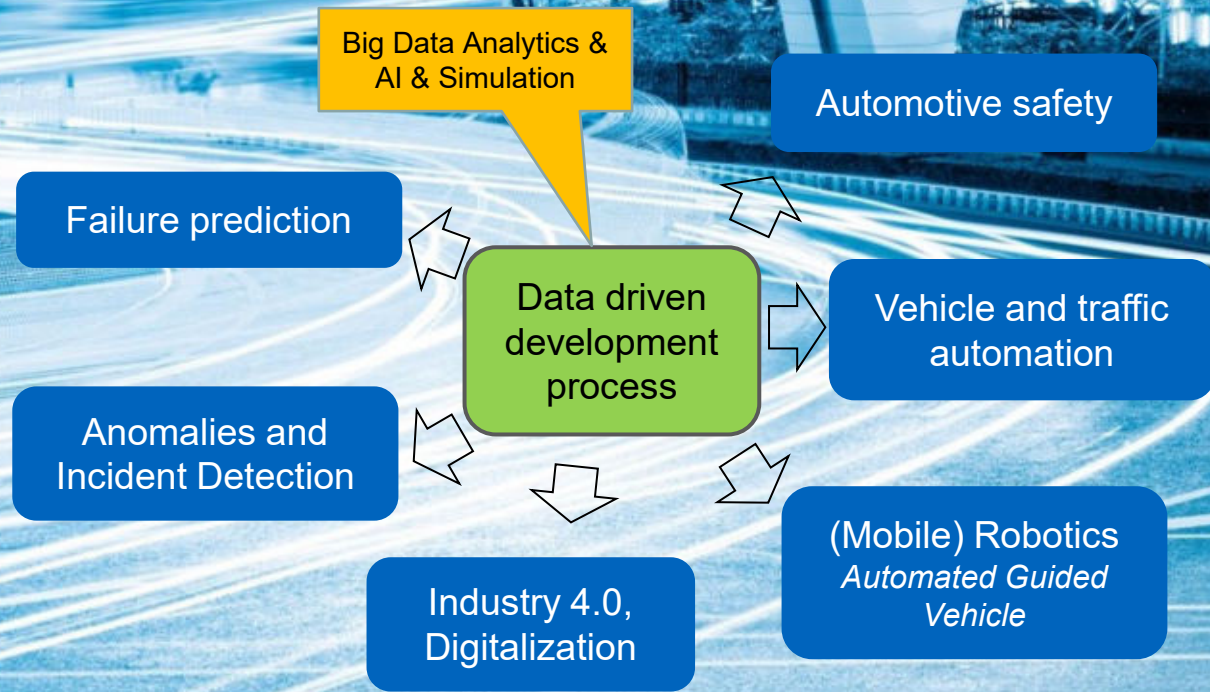 Big Data Analytics &
AI & Simulation
Automotive safety
Failure prediction
Data driven
development
process
Vehicle and traffic
automation
Anomalies and
Incident Detection
(Mobile) Robotics
Automated Guided
Vehicle
Industry 4.0,
Digitalization